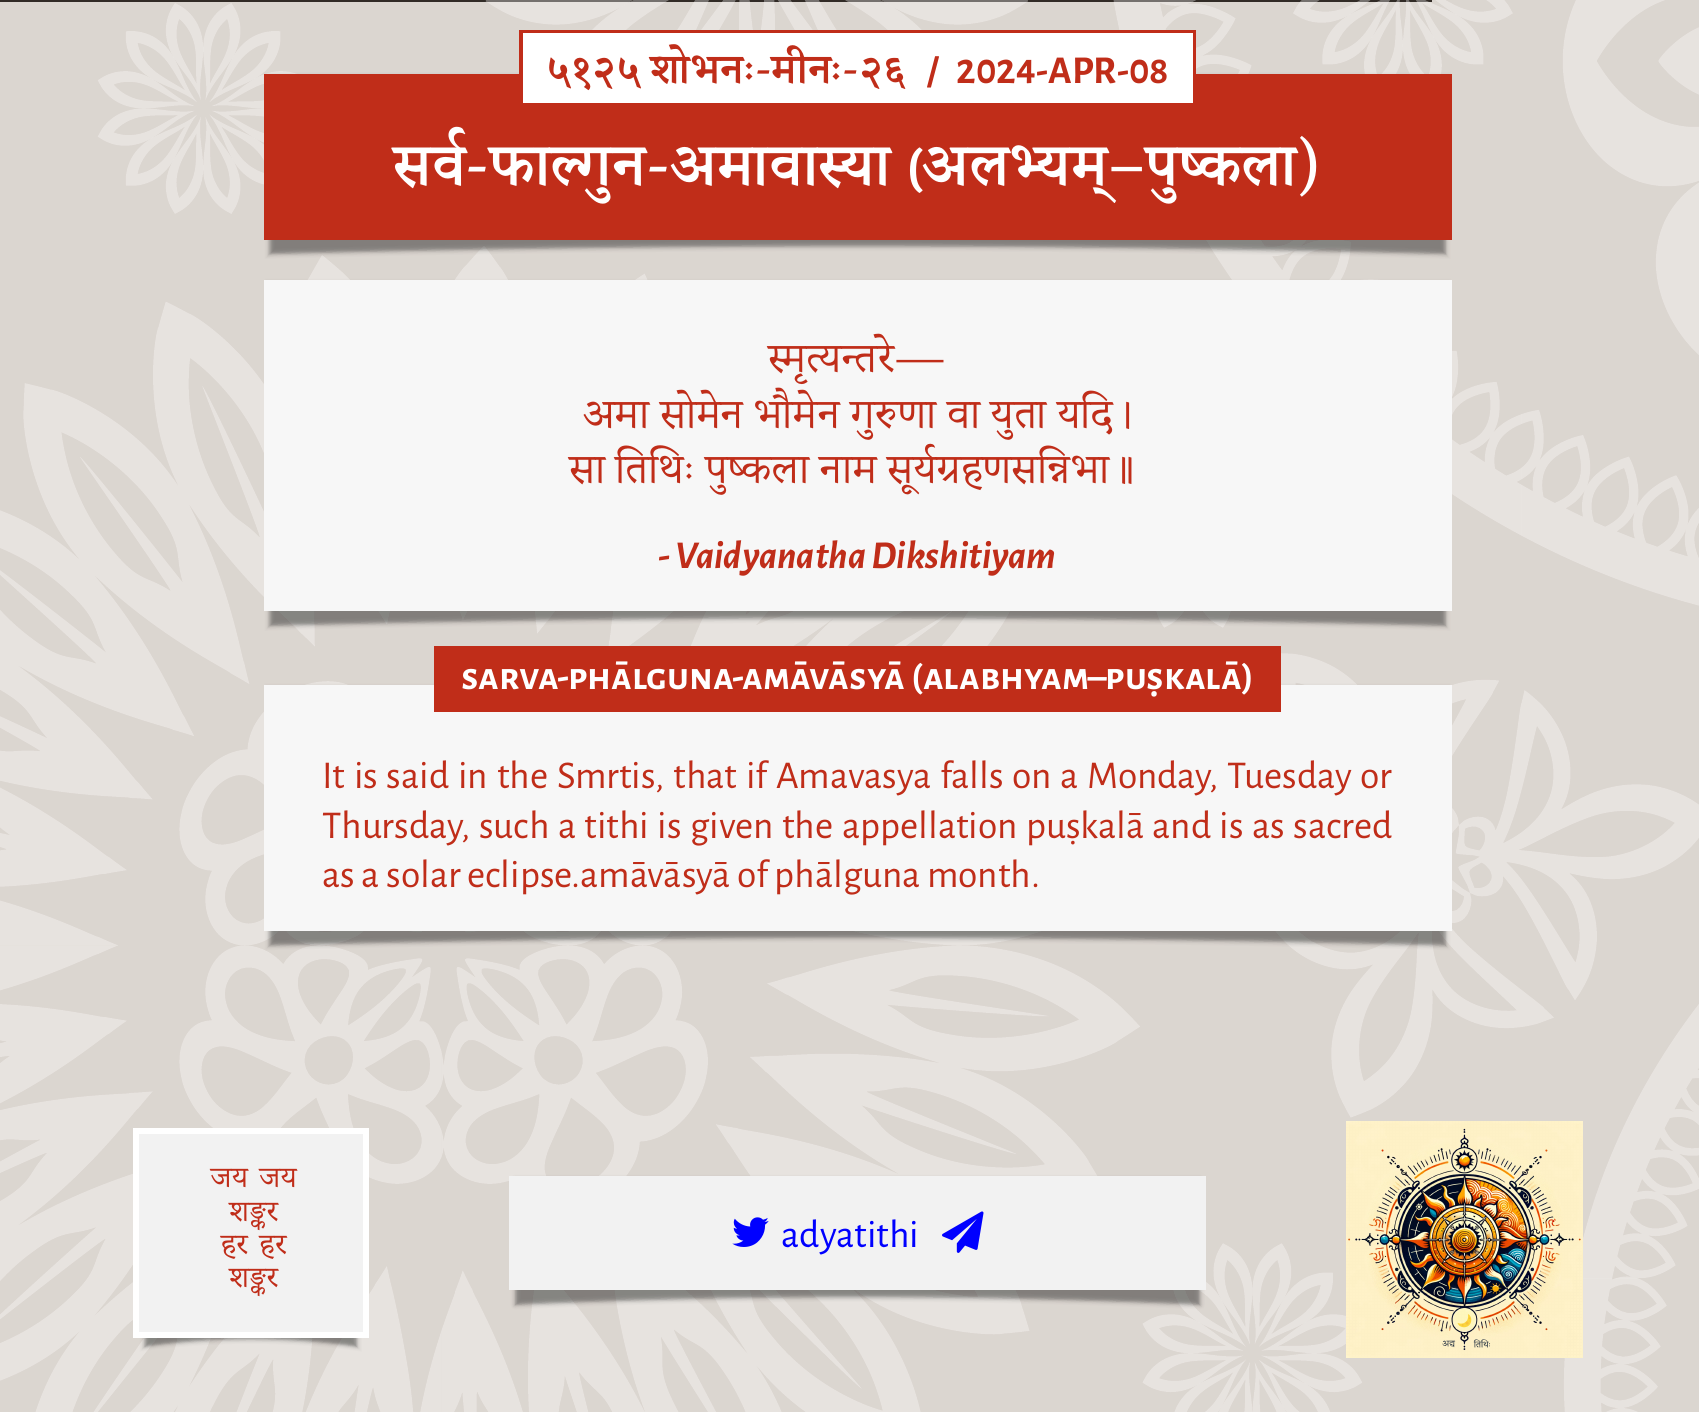 ५१२५ शोभनः-मीनः-२६ / 2024-APR-08
सर्व-फाल्गुन-अमावास्या (अलभ्यम्–पुष्कला)
स्मृत्यन्तरे—
अमा सोमेन भौमेन गुरुणा वा युता यदि।
सा तिथिः पुष्कला नाम सूर्यग्रहणसन्निभा॥
- Vaidyanatha Dikshitiyam
SARVA-PHĀLGUNA-AMĀVĀSYĀ (ALABHYAM–PUṢKALĀ)
It is said in the Smrtis, that if Amavasya falls on a Monday, Tuesday or
Thursday, such a tithi is given the appellation puṣkalā and is as sacred
as a solar eclipse.amāvāsyā of phālguna month.
जय जय
शङ्कर
हर हर
शङ्कर
adyatithi
अद्य तिथिः